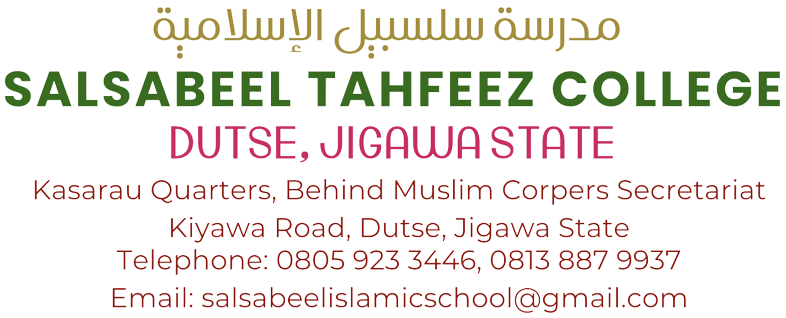 مدرسة سلسبيل الإسلامية
SALSABEEL TAHFEEZ COLLEGE
DUTSE, JIGAWA STATE
Kasarau Quarters, Behind Muslim Corpers Secretariat
Kiyawa Road, Dutse, Jigawa State
Telephone: 0805 923 3446, 0813 887 9937
Email: salsabeelislamicschool@gmail.com